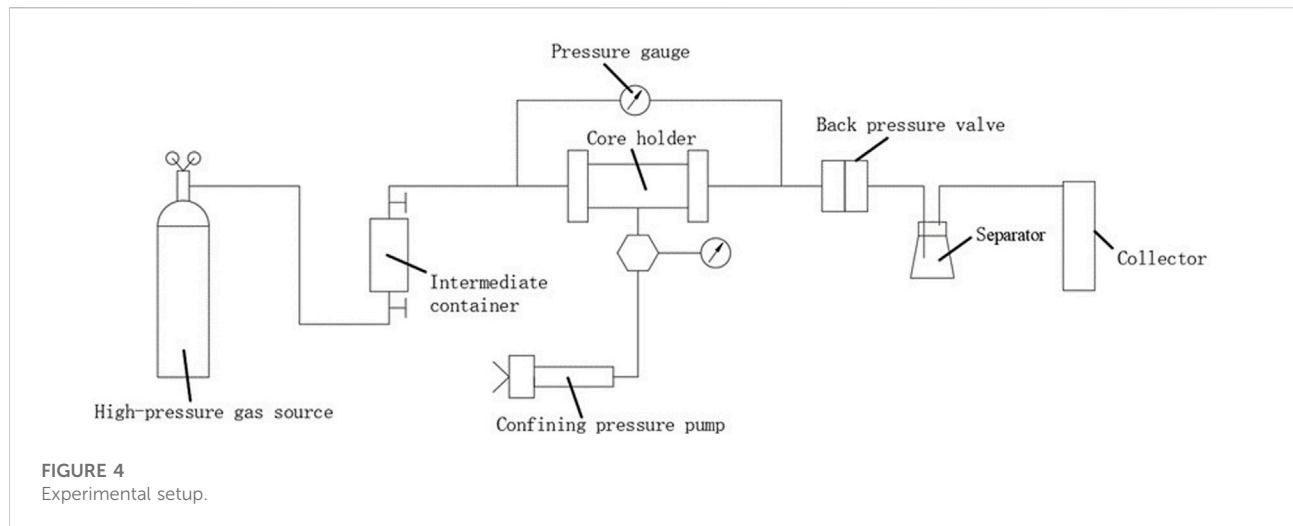 Pressure gauge
Core holder
Back pressure valve
Separator
Collector
Intermediate
container
High-pressure gas source
Confining pressure pump
FIGURE 4
Experimental setup.